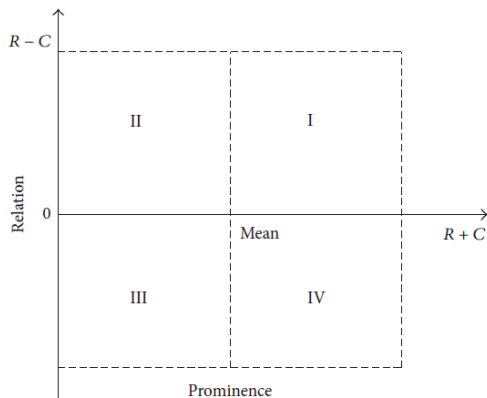 R − C
II
I
Relation
0
Mean
R + C
III
IV
Prominence